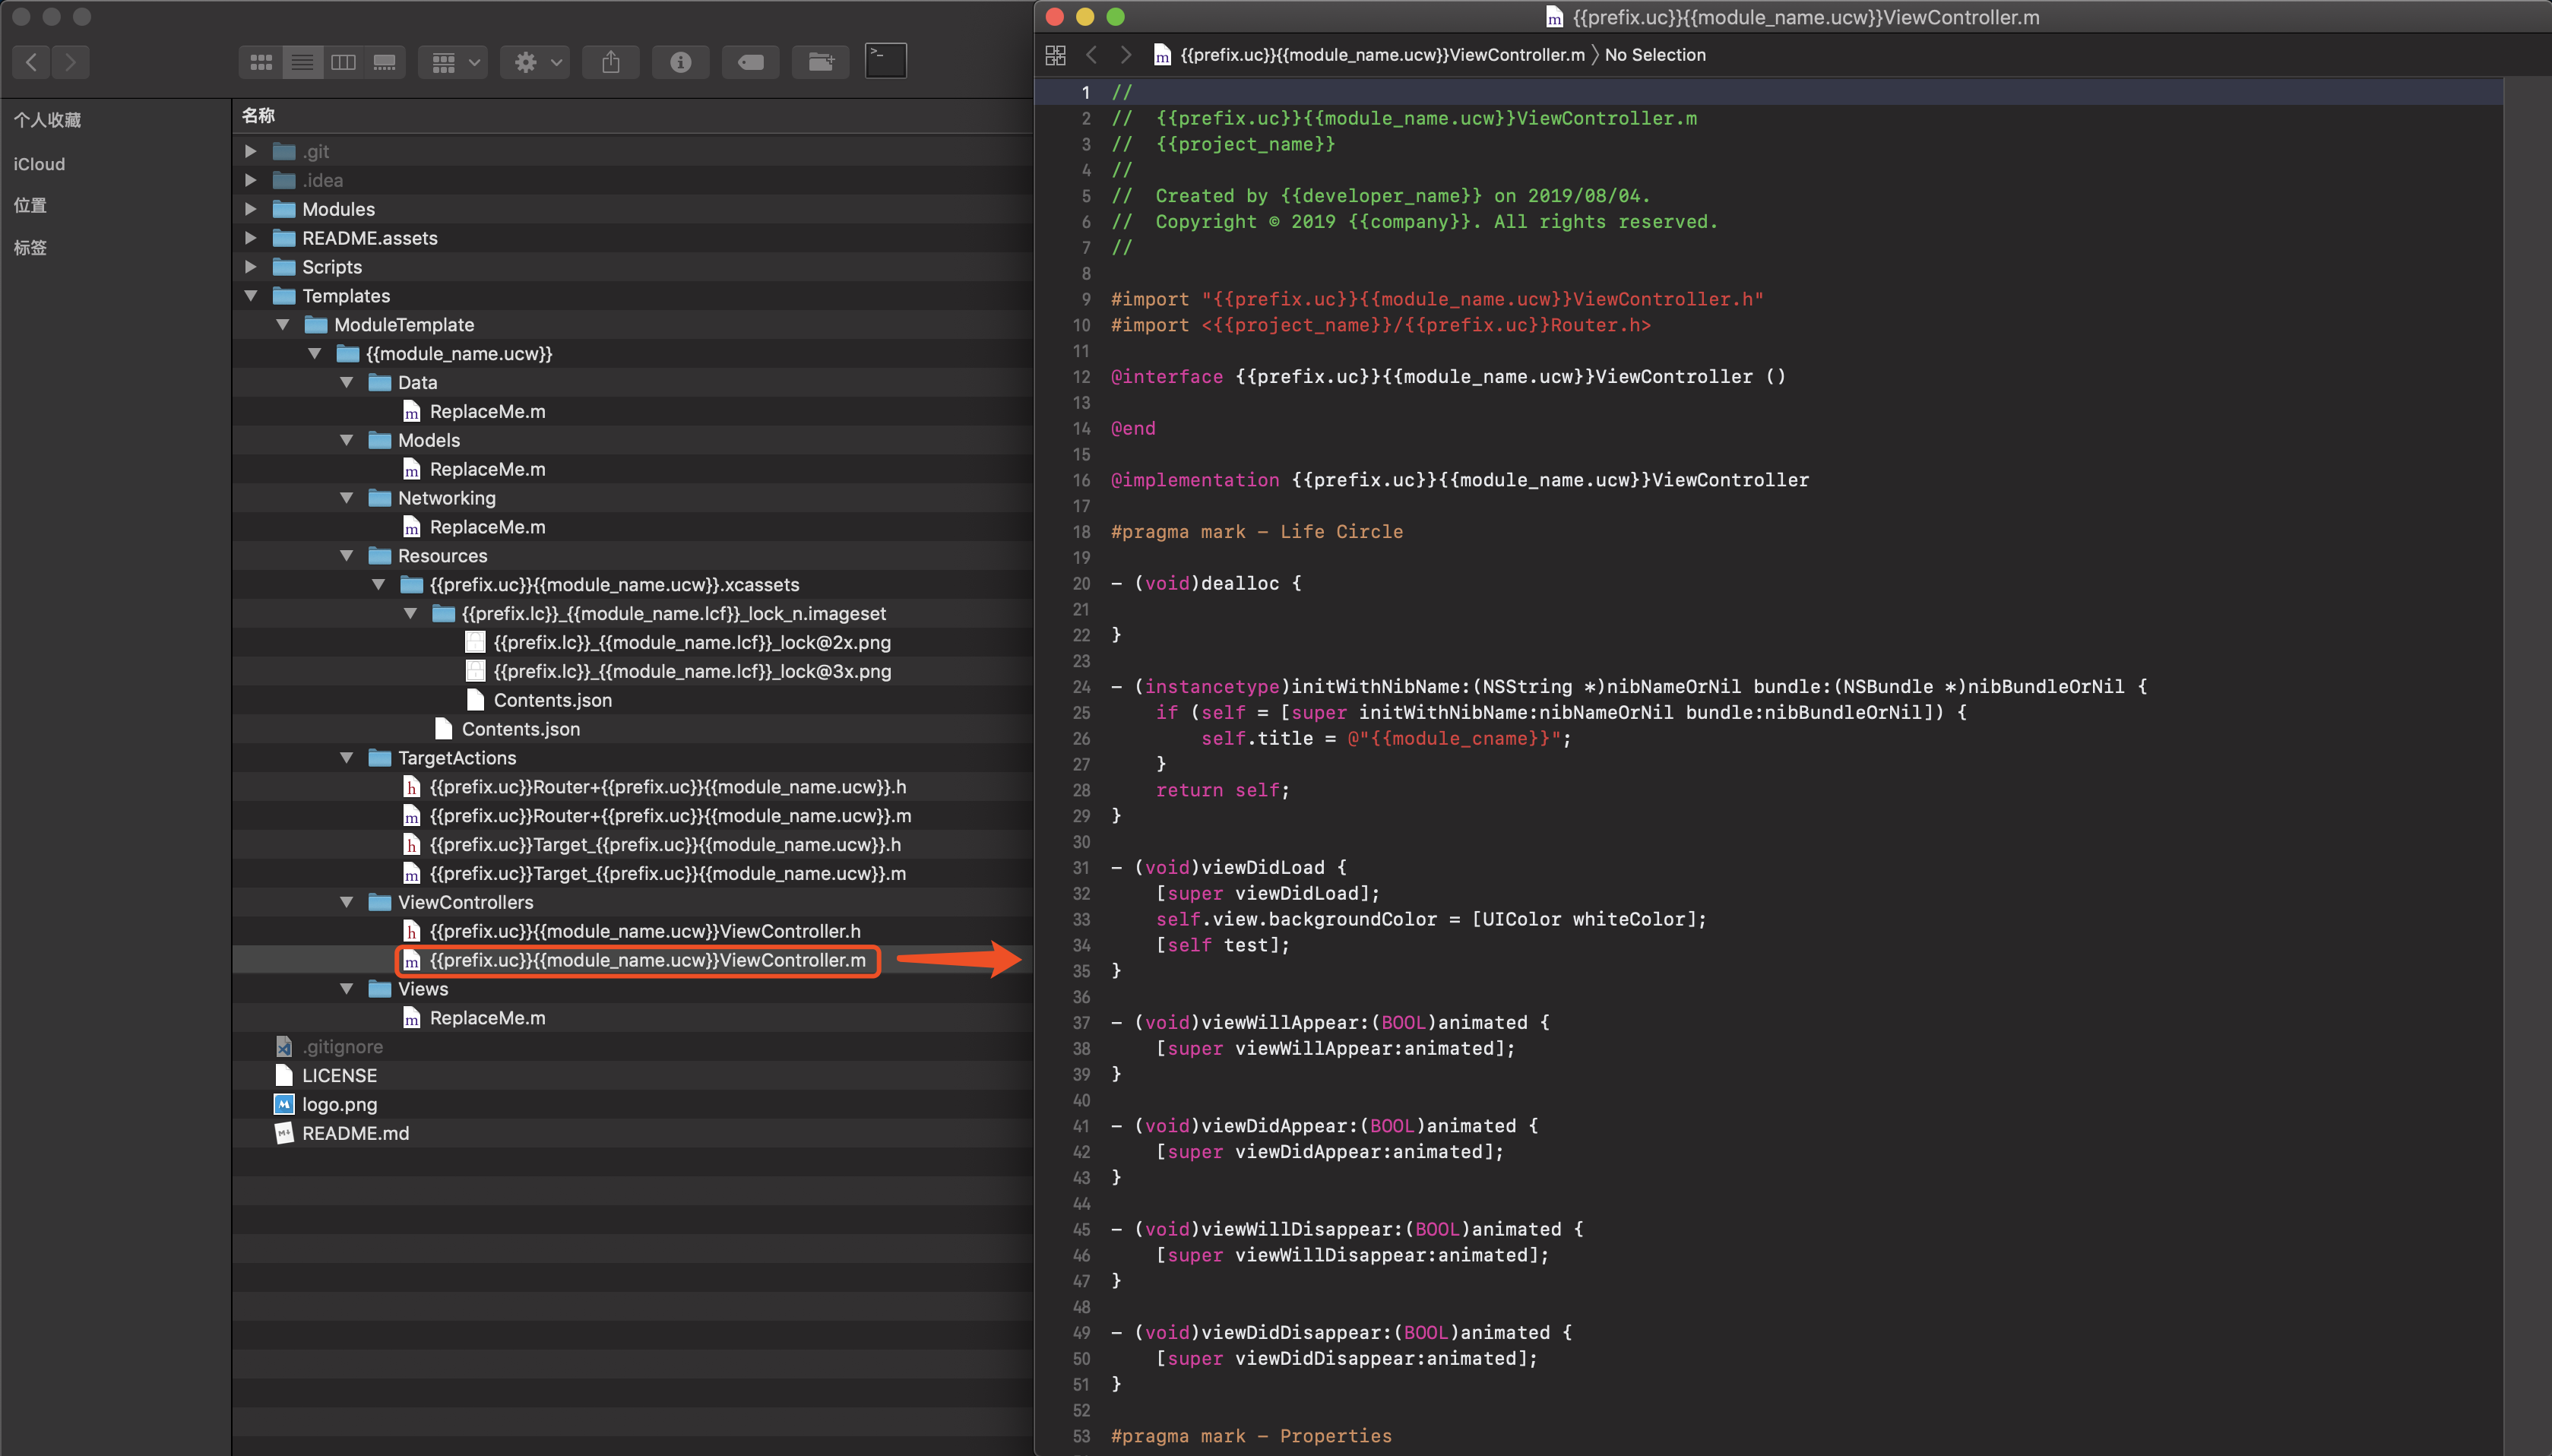 个人收藏
iCloud
位置
标签
名称
.git
.idea
Modules
README.assets
Scripts
Templates
ModuleTemplate
{{module_name.ucw}}
Data
ReplaceMe.m
Models
ReplaceMe.m
Networking
ReplaceMe.m
Resources
{{prefix.uc}}{{module_name.ucw}}.xcassets
{{prefix.lc}}_{{module_name.lcf}}_lock_n.imageset
{{prefix.lc}}_{{module_name.lcf}}_lock@2x.png
{{prefix.lc}}_{{module_name.lcf}}_lock@3x.png
Contents.json
Contents.json
TargetActions
{{prefix.uc}}Router+{{prefix.uc}}{{module_name.ucw}}.h
{{prefix.uc}}Router+{{prefix.uc}}{{module_name.ucw}}.m
{{prefix.uc}}Target_{{prefix.uc}}{{module_name.ucw}}.h
{{prefix.uc}}Target_{{prefix.uc}}{{module_name.ucw}}.m
ViewControllers
{{prefix.uc}}{{module_name.ucw}}ViewController.h
{{prefix.uc}}{{module_name.ucw}}ViewController.m
Views
ReplaceMe.m
.gitignore
LICENSE
logo.png
README.md
{{prefix.uc}}{{module_name.ucw}}ViewController.m
{{prefix.uc}}{{module_name.ucw}}ViewController.m 〉No Selection
1 //
2 //  {{prefix.uc}}{{module_name.ucw}}ViewController.m
3 //  {{project_name}}
4 //
5 //  Created by {{developer_name}} on 2019/08/04.
6 //  Copyright © 2019 {{company}}. All rights reserved.
7 //
8
9 #import "{{prefix.uc}}{{module_name.ucw}}ViewController.h"
10 #import <{{project_name}}/{{prefix.uc}}Router.h>
11
12 @interface {{prefix.uc}}{{module_name.ucw}}ViewController ()
13
14 @end
15
16 @implementation {{prefix.uc}}{{module_name.ucw}}ViewController
17
18 #pragma mark - Life Circle
19
20 - (void)dealloc {
21
22 }
23
24 - (instancetype)initWithNibName:(NSString *)nibNameOrNil bundle:(NSBundle *)nibBundleOrNil {
25     if (self = [super initWithNibName:nibNameOrNil bundle:nibBundleOrNil]) {
26         self.title = @"{{module_cname}}";
27     }
28     return self;
29 }
30
31 - (void)viewDidLoad {
32     [super viewDidLoad];
33     self.view.backgroundColor = [UIColor whiteColor];
34     [self test];
35 }
36
37 - (void)viewWillAppear:(BOOL)animated {
38     [super viewWillAppear:animated];
39 }
40
41 - (void)viewDidAppear:(BOOL)animated {
42     [super viewDidAppear:animated];
43 }
44
45 - (void)viewWillDisappear:(BOOL)animated {
46     [super viewWillDisappear:animated];
47 }
48
49 - (void)viewDidDisappear:(BOOL)animated {
50     [super viewDidDisappear:animated];
51 }
52
53 #pragma mark - Properties